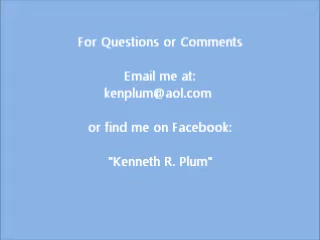 For Questions or Comments
Email me at:
kenplum@aol.com
or find me on Facebook:
"Kenneth R. Plum"